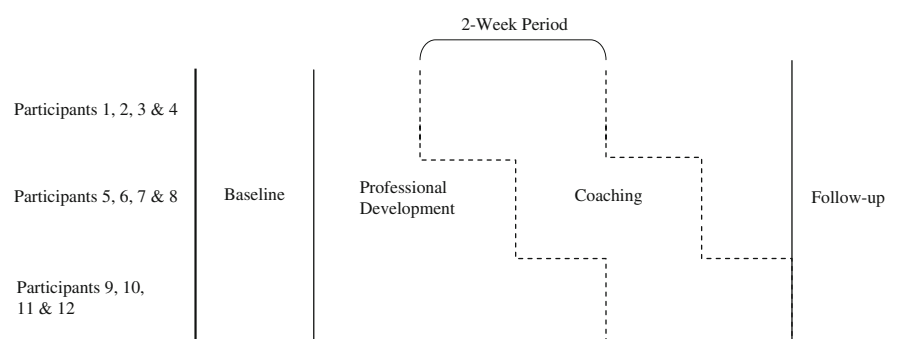 2-Week Period
Participants 1, 2, 3 & 4
Participants 5, 6, 7 & 8
Baseline
Professional
Development
Coaching
Follow-up
Participants 9, 10,
11 & 12